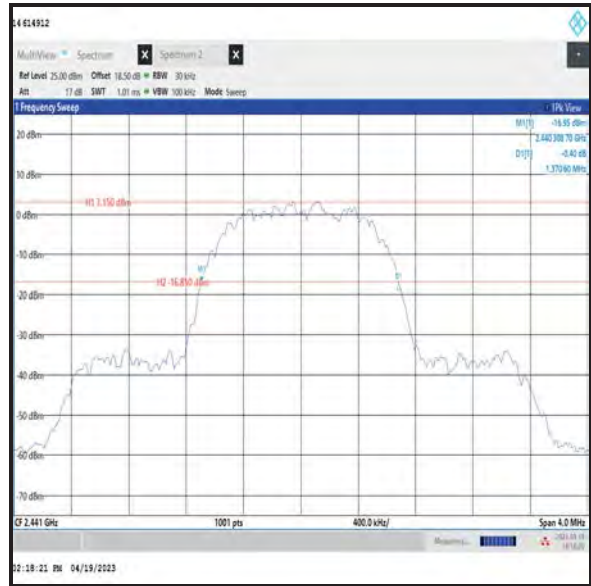 14 614912
MultiView Spectrum X Spectrum 2 X
Ref Level 25.00 dBm Offset 18.50 dB RBW 30 kHz
Att 17 dB SWT 1.01 ms VBW 100 kHz Mode Sweep
1 Frequency Sweep 1Pk View
M1[1] -16.95 dBm
2.440 308 70 GHz
D1[1] -0.40 dB
1.37060 MHz
20 dBm
10 dBm
H1 3.150 dBm
0 dBm
-10 dBm
M1
D1
H2 -16.850 dBm
-20 dBm
-30 dBm
-40 dBm
-50 dBm
-60 dBm
-70 dBm
CF 2.441 GHz 1001 pts 400.0 kHz/ Span 4.0 MHz
02:18:21 PM 04/19/2023